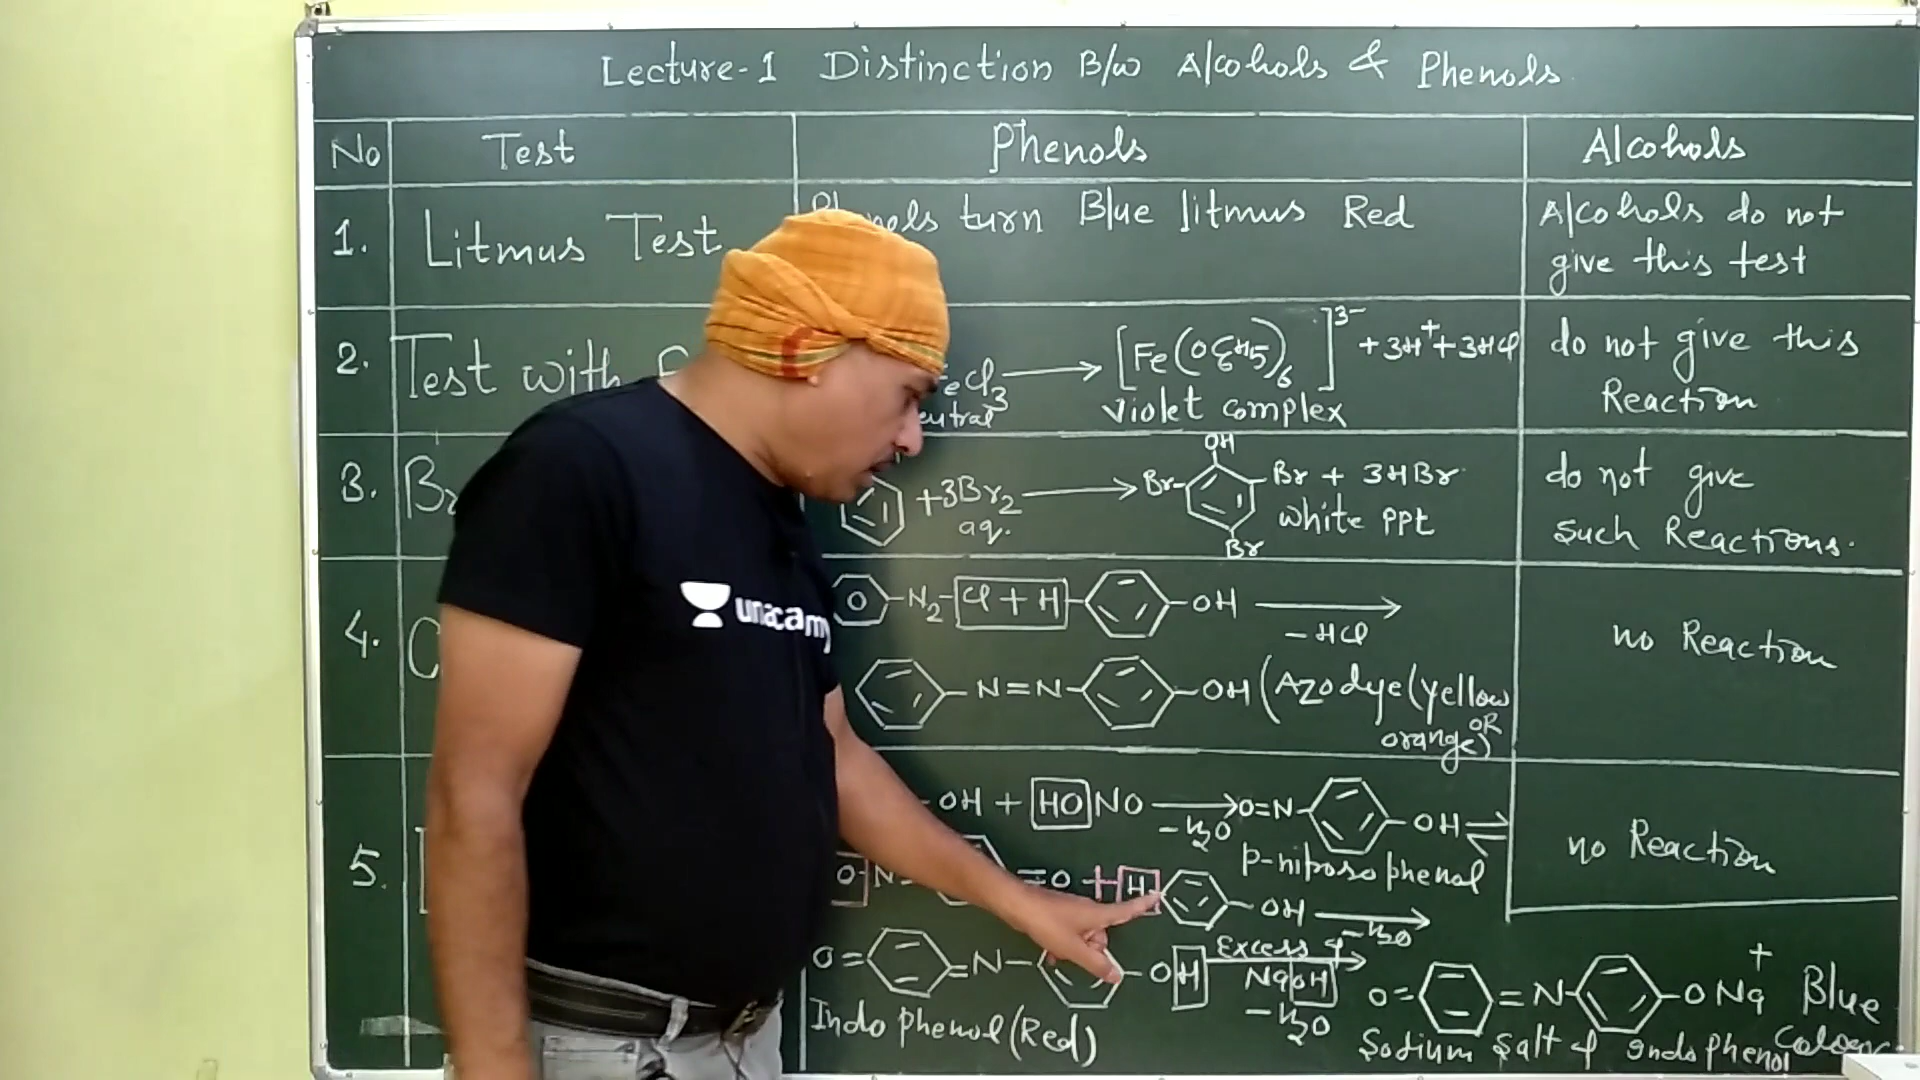 Lecture-1 Distinction B/w Alcohols & Phenols
No Test Phenols Alcohols
1. Litmus Test turn Blue litmus Red
Alcohols do not
give this test
2. Test with
FeCl3 → [Fe(OC6H5)6]3- + 3H+ + 3HCl
violet complex
do not give this
Reaction
3. Br
+3Br2 →
aq.
OH
Br- -Br + 3HBr
white ppt
Br
do not give
such Reactions.
4. C
-N2-Cl + H- -OH →
-HCl
-N=N- -OH (Azodye (yellow
OR
orange)
no Reaction
5.
-OH + HONO → O=N- -OH ⇌
-H2O
p-nitroso phenol
no Reaction
O N- =O + H- -OH →
-H2O
O= =N- -OH
Excess of
NaOH
-H2O
→ O= =N- -O Na+ Blue
Colour
Indo phenol (Red)
Sodium Salt of indo phenol
unacademy